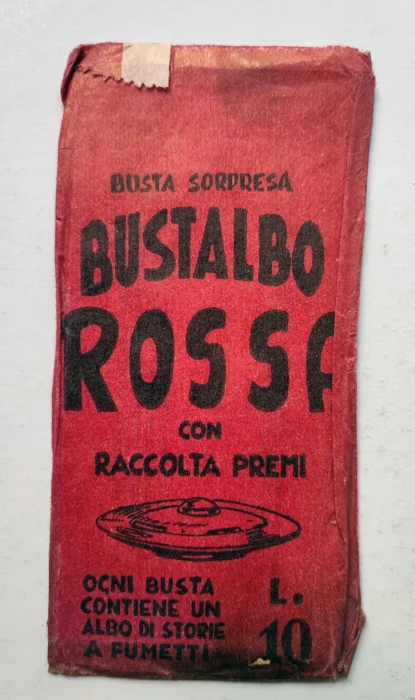 BUSTA SORPRESA
BUSTALBO
ROSSA
CON
RACCOLTA PREMI
OGNI BUSTA
CONTIENE UN
ALBO DI STORIE
A FUMETTI
L.
10